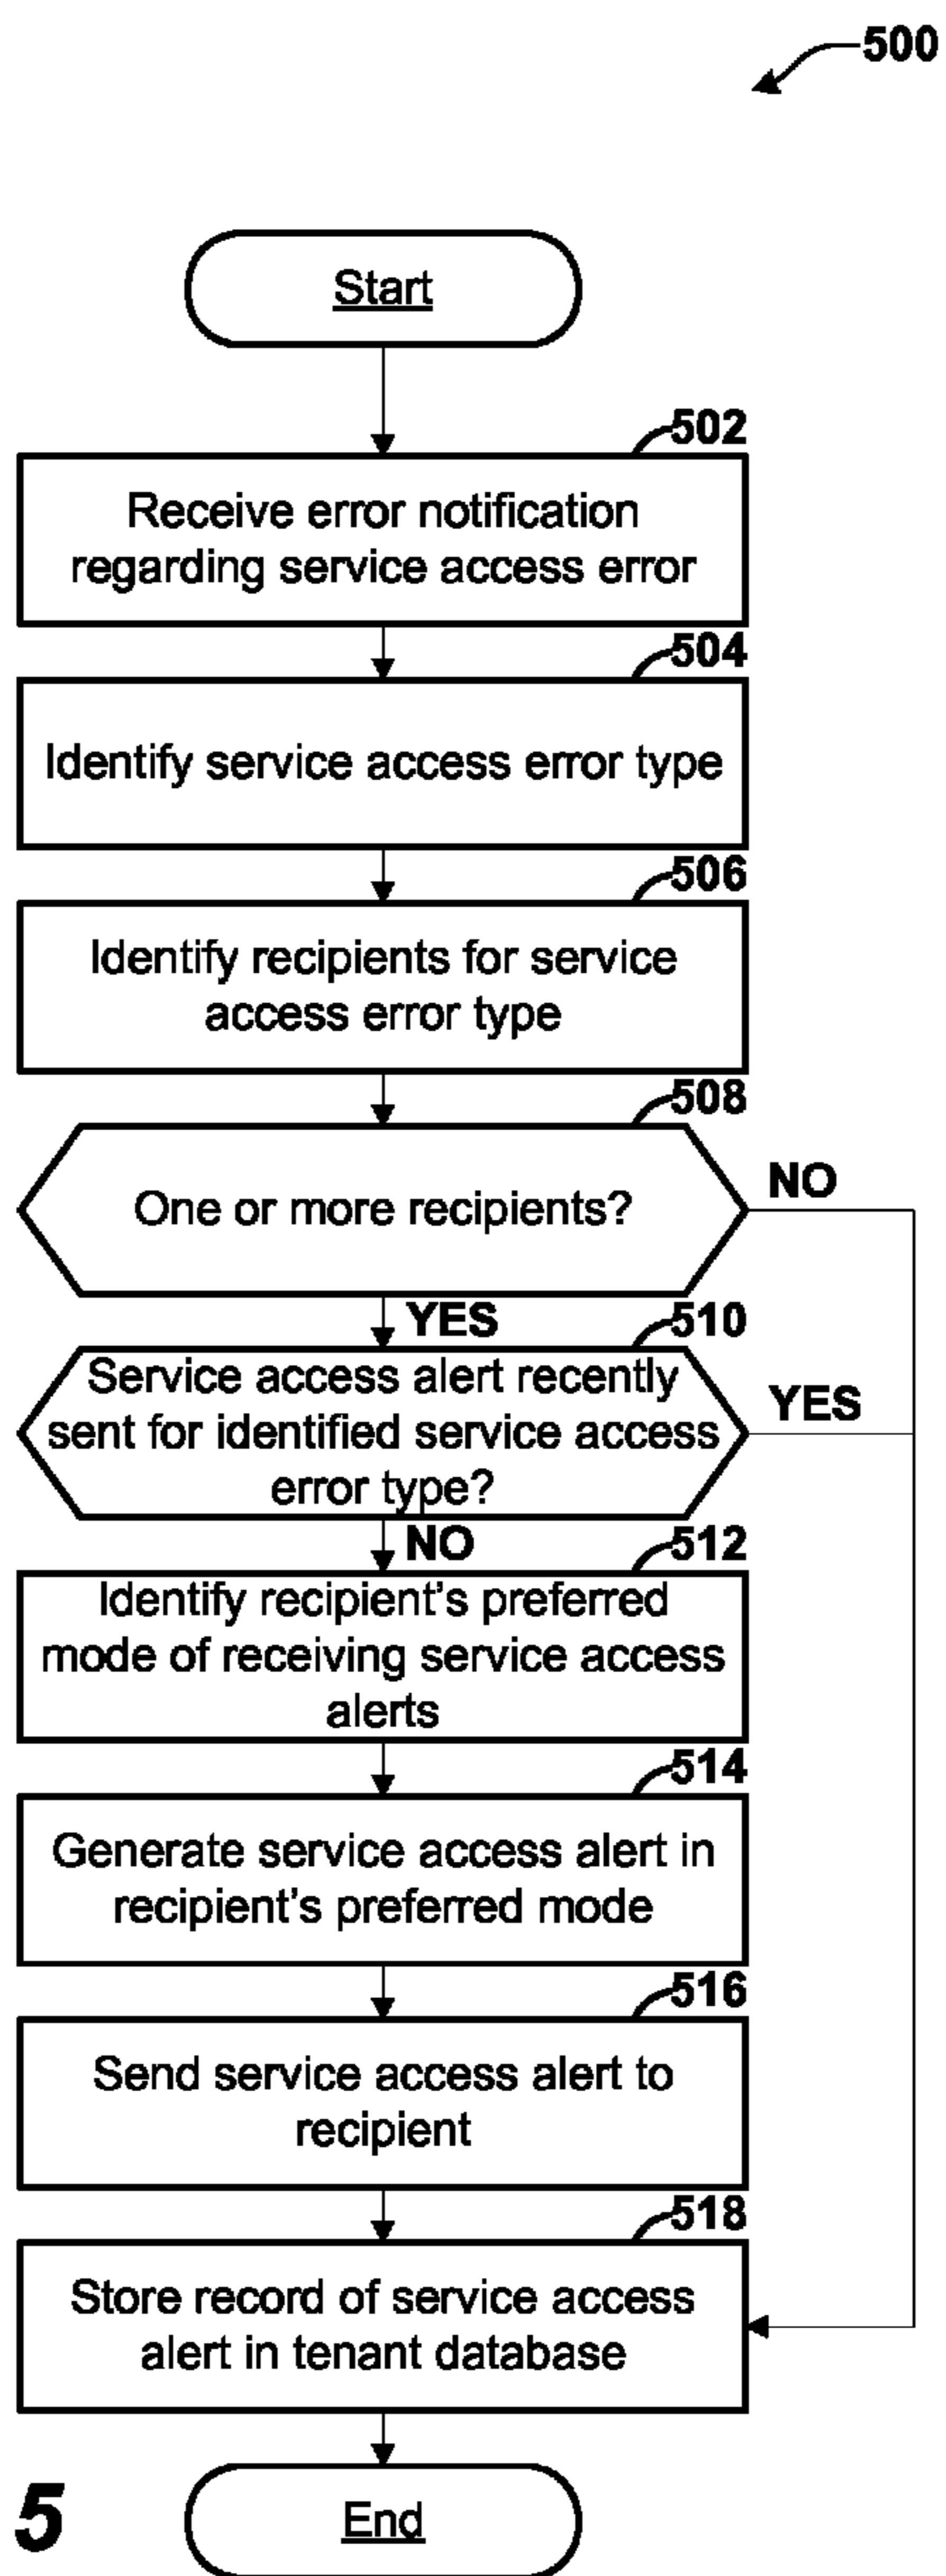 500
Start
502
Receive error notification
regarding service access error
504
Identify service access error type
506
Identify recipients for service
access error type
508
One or more recipients?
NO
YES
510
Service access alert recently
sent for identified service access
error type?
YES
NO
512
Identify recipient's preferred
mode of receiving service access
alerts
514
Generate service access alert in
recipient's preferred mode
516
Send service access alert to
recipient
518
Store record of service access
alert in tenant database
5
End